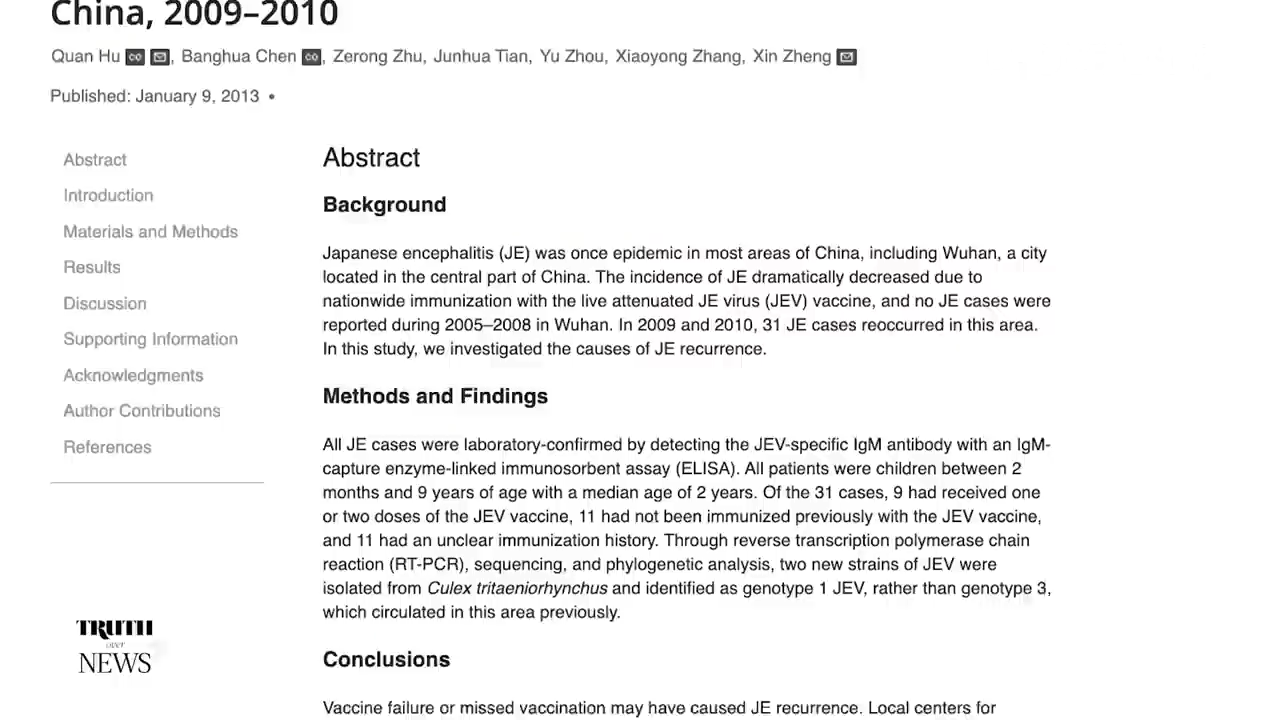 China, 2009–2010
Quan Hu, Banghua Chen, Zerong Zhu, Junhua Tian, Yu Zhou, Xiaoyong Zhang, Xin Zheng
Published: January 9, 2013 •
Abstract
Introduction
Materials and Methods
Results
Discussion
Supporting Information
Acknowledgments
Author Contributions
References
Abstract
Background
Japanese encephalitis (JE) was once epidemic in most areas of China, including Wuhan, a city
located in the central part of China. The incidence of JE dramatically decreased due to
nationwide immunization with the live attenuated JE virus (JEV) vaccine, and no JE cases were
reported during 2005–2008 in Wuhan. In 2009 and 2010, 31 JE cases reoccurred in this area.
In this study, we investigated the causes of JE recurrence.
Methods and Findings
All JE cases were laboratory-confirmed by detecting the JEV-specific IgM antibody with an IgM-
capture enzyme-linked immunosorbent assay (ELISA). All patients were children between 2
months and 9 years of age with a median age of 2 years. Of the 31 cases, 9 had received one
or two doses of the JEV vaccine, 11 had not been immunized previously with the JEV vaccine,
and 11 had an unclear immunization history. Through reverse transcription polymerase chain
reaction (RT-PCR), sequencing, and phylogenetic analysis, two new strains of JEV were
isolated from Culex tritaeniorhynchus and identified as genotype 1 JEV, rather than genotype 3,
which circulated in this area previously.
Conclusions
Vaccine failure or missed vaccination may have caused JE recurrence. Local centers for
TRUTH
over
NEWS